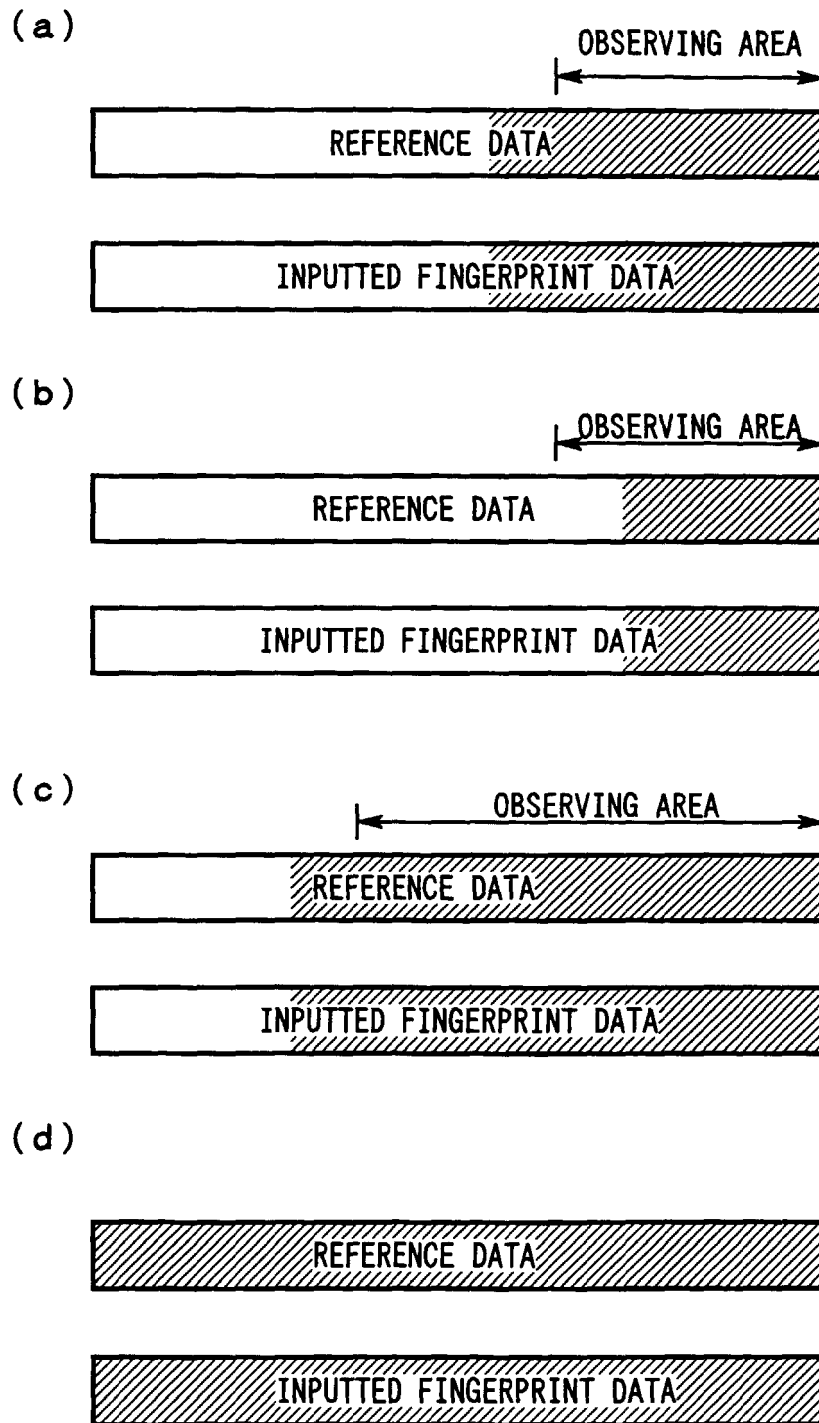 (a)
OBSERVING AREA
REFERENCE DATA
INPUTTED FINGERPRINT DATA
(b)
OBSERVING AREA
REFERENCE DATA
INPUTTED FINGERPRINT DATA
(c)
OBSERVING AREA
REFERENCE DATA
INPUTTED FINGERPRINT DATA
(d)
REFERENCE DATA
INPUTTED FINGERPRINT DATA